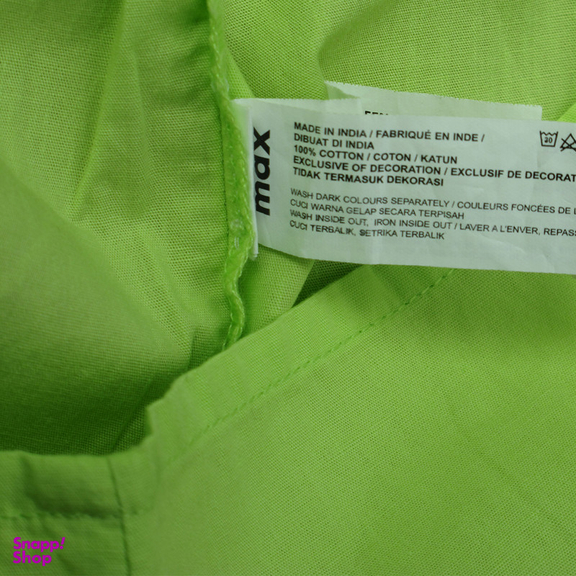 max
MADE IN INDIA / FABRIQUÉ EN INDE /
DIBUAT DI INDIA
100% COTTON / COTON / KATUN
EXCLUSIVE OF DECORATION / EXCLUSIF DE DECORAT
TIDAK TERMASUK DEKORASI
WASH DARK COLOURS SEPARATELY / COULEURS FONCÉES DE
CUCI WARNA GELAP SECARA TERPISAH
WASH INSIDE OUT, IRON INSIDE OUT / LAVER A L'ENVER, REPASS
CUCI TERBALIK, SETRIKA TERBALIK
30
Snapp!
Shop